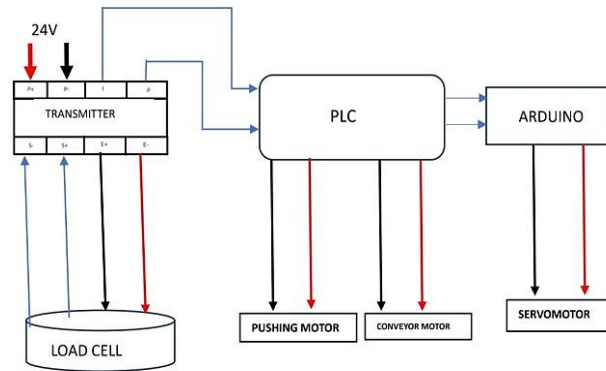 24V
P+ P- I μ
TRANSMITTER
S- S+ E+ E-
LOAD CELL
PLC
ARDUINO
PUSHING MOTOR
CONVEYOR MOTOR
SERVOMOTOR